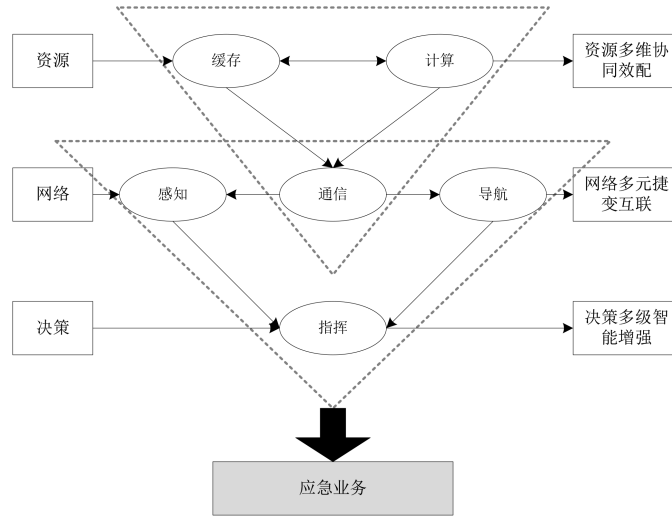 资源
缓存
计算
资源多维协
同效配
网络
感知
通信
导航
网络多元捷
变互联
决策
指挥
决策多级智
能增强
应急业务